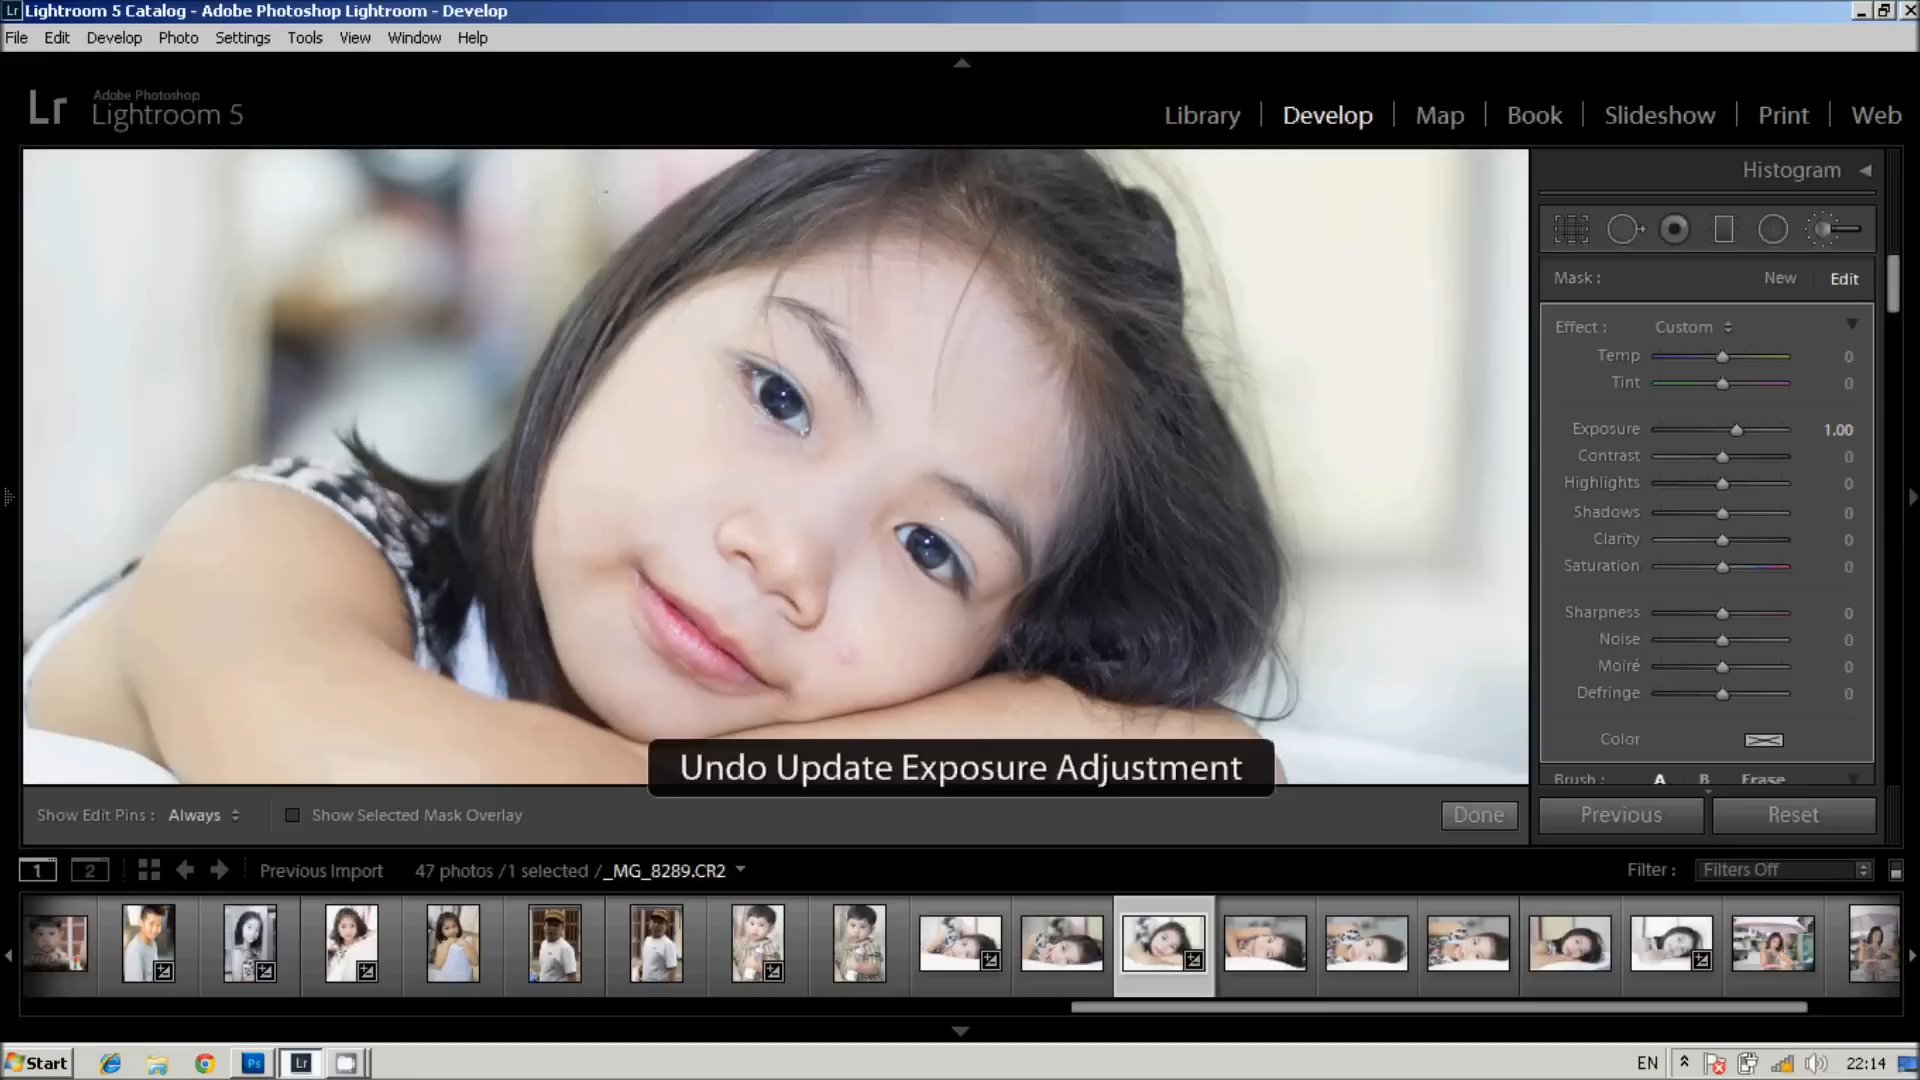 Lr Lightroom 5 Catalog - Adobe Photoshop Lightroom - Develop
File Edit Develop Photo Settings Tools View Window Help
Lr Adobe Photoshop
Lightroom 5
Library Develop Map Book Slideshow Print Web
Histogram
Mask : New Edit
Effect : Custom
Temp 0
Tint 0
Exposure 1.00
Contrast 0
Highlights 0
Shadows 0
Clarity 0
Saturation 0
Sharpness 0
Noise 0
Moiré 0
Defringe 0
Color
Brush : A B Erase
Undo Update Exposure Adjustment
Show Edit Pins : Always Show Selected Mask Overlay Done Previous Reset
1 2 Previous Import 47 photos /1 selected /_MG_8289.CR2 Filter : Filters Off
Start Ps Lr EN 22:14